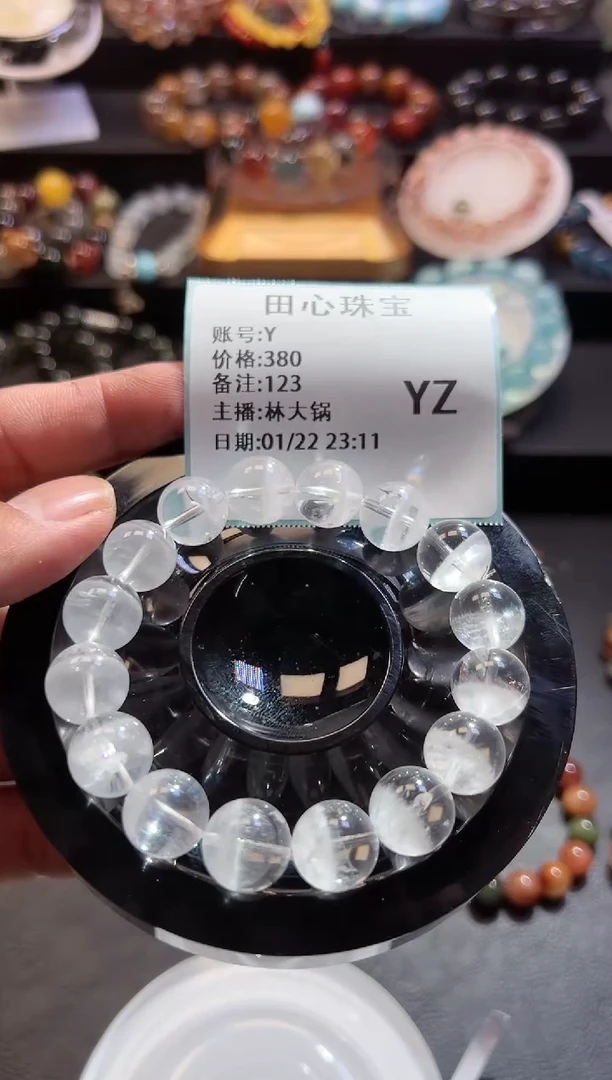 田心珠宝
账号:Y
价格:380
备注:123
YZ
主播:林大锅
日期:01/22 23:11